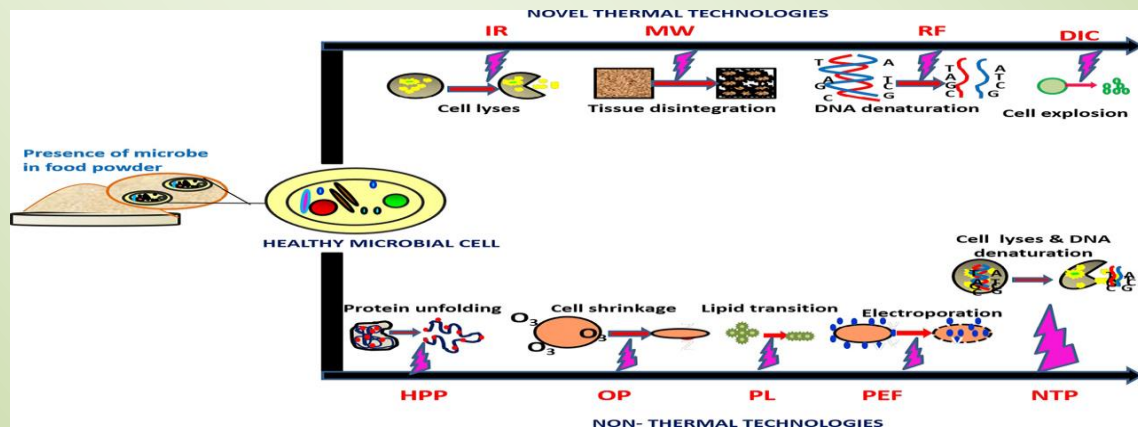 NOVEL THERMAL TECHNOLOGIES
IR MW RF DIC
T A
A T
G C
C G
T A
A T
G C
C G
Cell lyses
Tissue disintegration
DNA denaturation
Cell explosion
Presence of microbe
in food powder
HEALTHY MICROBIAL CELL
Cell lyses & DNA
denaturation
Protein unfolding
Cell shrinkage
Lipid transition
Electroporation
O3
O3
O3
HPP OP PL PEF NTP
NON- THERMAL TECHNOLOGIES